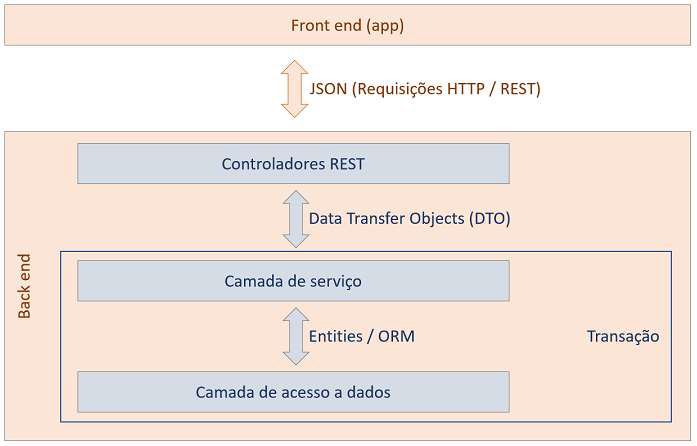 Front end (app)
JSON (Requisições HTTP / REST)
Back end
Controladores REST
Data Transfer Objects (DTO)
Camada de serviço
Entities / ORM
Transação
Camada de acesso a dados